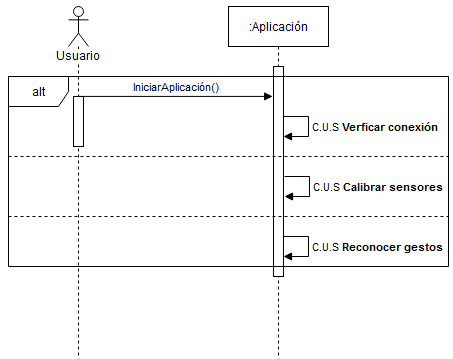 Usuario
:Aplicación
alt
IniciarAplicación()
C.U.S Verficar conexión
C.U.S Calibrar sensores
C.U.S Reconocer gestos